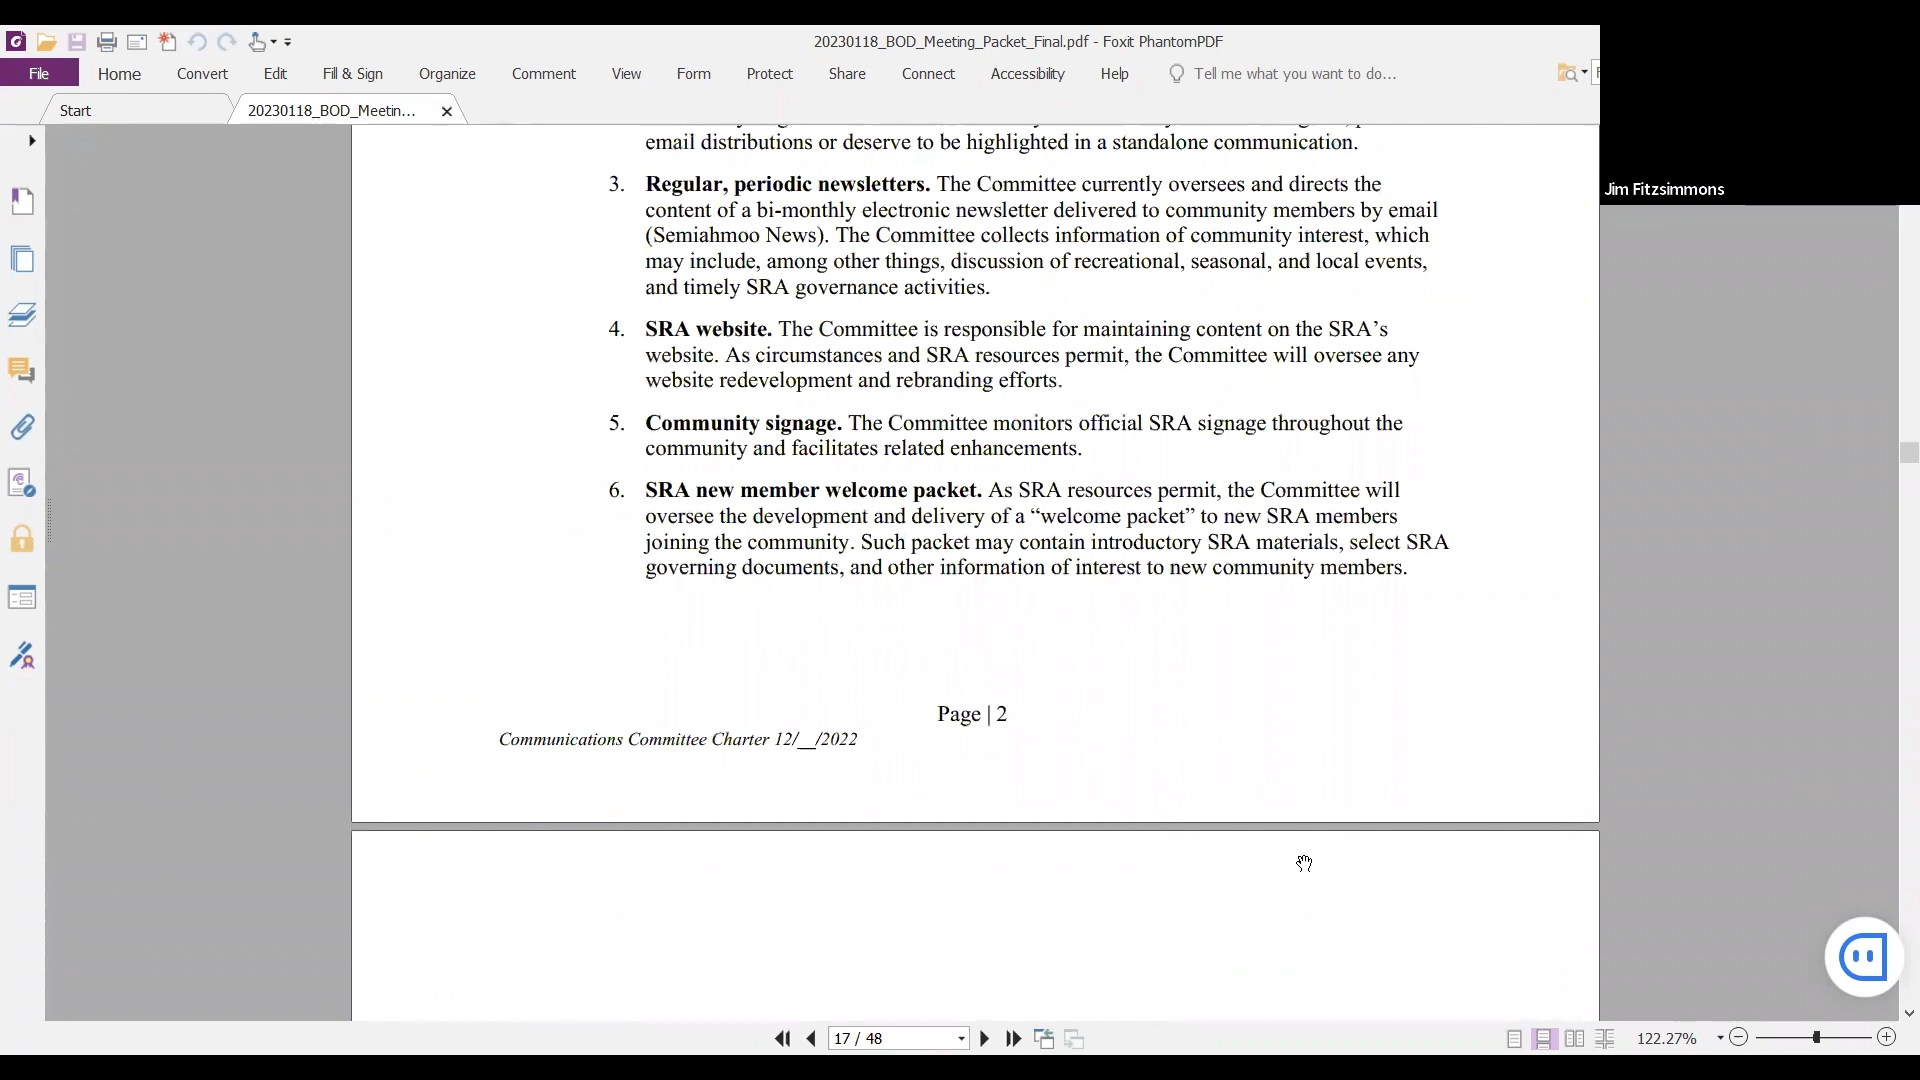 20230118_BOD_Meeting_Packet_Final.pdf - Foxit PhantomPDF
File Home Convert Edit Fill & Sign Organize Comment View Form Protect Share Connect Accessibility Help Tell me what you want to do...
Start 20230118_BOD_Meetin...
email distributions or deserve to be highlighted in a standalone communication.
3. Regular, periodic newsletters. The Committee currently oversees and directs the
content of a bi-monthly electronic newsletter delivered to community members by email
(Semiahmoo News). The Committee collects information of community interest, which
may include, among other things, discussion of recreational, seasonal, and local events,
and timely SRA governance activities.
4. SRA website. The Committee is responsible for maintaining content on the SRA’s
website. As circumstances and SRA resources permit, the Committee will oversee any
website redevelopment and rebranding efforts.
5. Community signage. The Committee monitors official SRA signage throughout the
community and facilitates related enhancements.
6. SRA new member welcome packet. As SRA resources permit, the Committee will
oversee the development and delivery of a “welcome packet” to new SRA members
joining the community. Such packet may contain introductory SRA materials, select SRA
governing documents, and other information of interest to new community members.
Page | 2
Communications Committee Charter 12/__/2022
Jim Fitzsimmons
17 / 48
122.27%